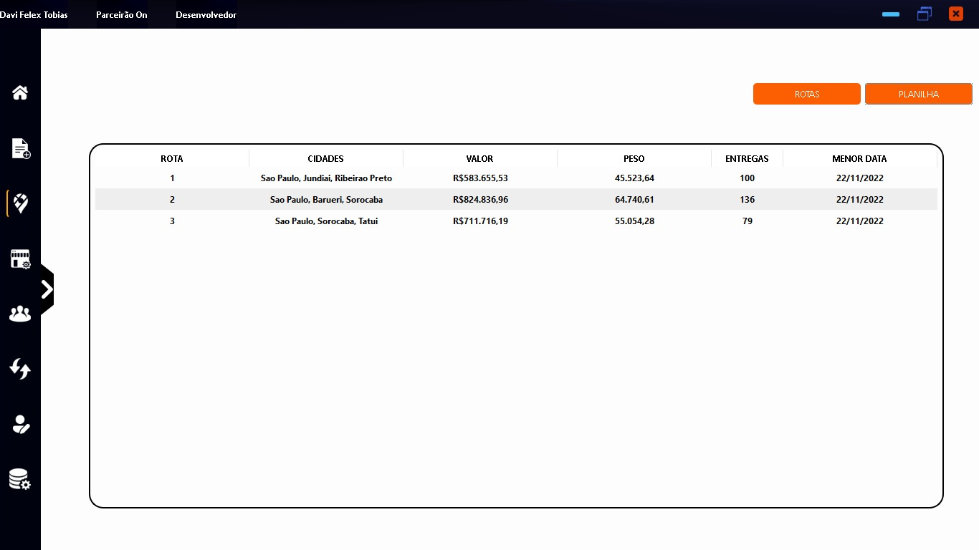 Davi Felex Tobias Parceirão On Desenvolvedor
ROTAS PLANILHA
ROTA CIDADES VALOR PESO ENTREGAS MENOR DATA
1 Sao Paulo, Jundiai, Ribeirao Preto R$583.655,53 45.523,64 100 22/11/2022
2 Sao Paulo, Barueri, Sorocaba R$824.836,96 64.740,61 136 22/11/2022
3 Sao Paulo, Sorocaba, Tatui R$711.716,19 55.054,28 79 22/11/2022